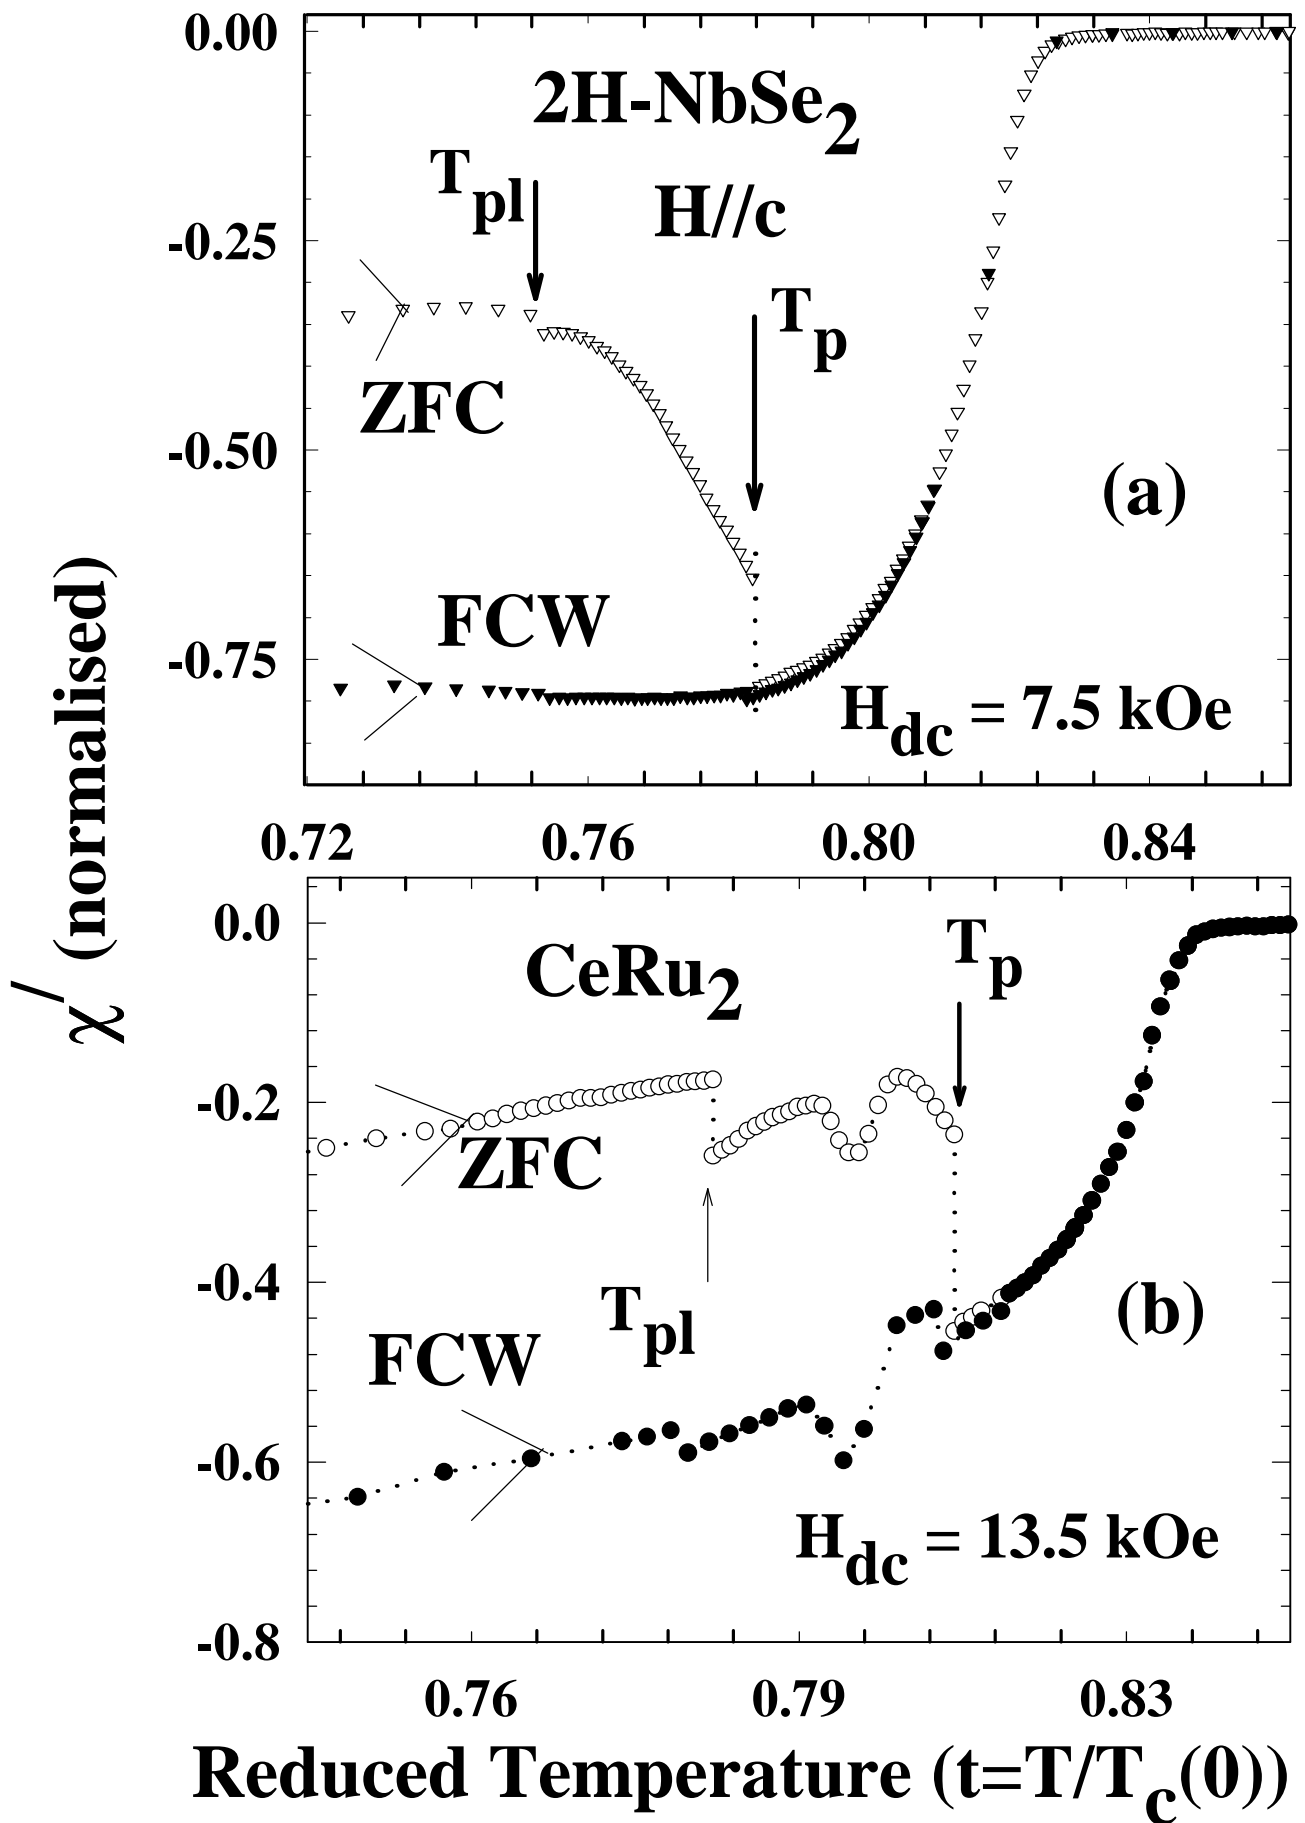 0.00
2H-NbSe2
Tpl
H//c
-0.25
Tp
ZFC
-0.50
(a)
FCW
-0.75
Hdc = 7.5 kOe
0.72 0.76 0.80 0.84
χ/ (normalised)
0.0
CeRu2
Tp
-0.2
ZFC
-0.4
Tpl
(b)
FCW
-0.6
Hdc = 13.5 kOe
-0.8
0.76 0.79 0.83
Reduced Temperature (t=T/Tc(0))